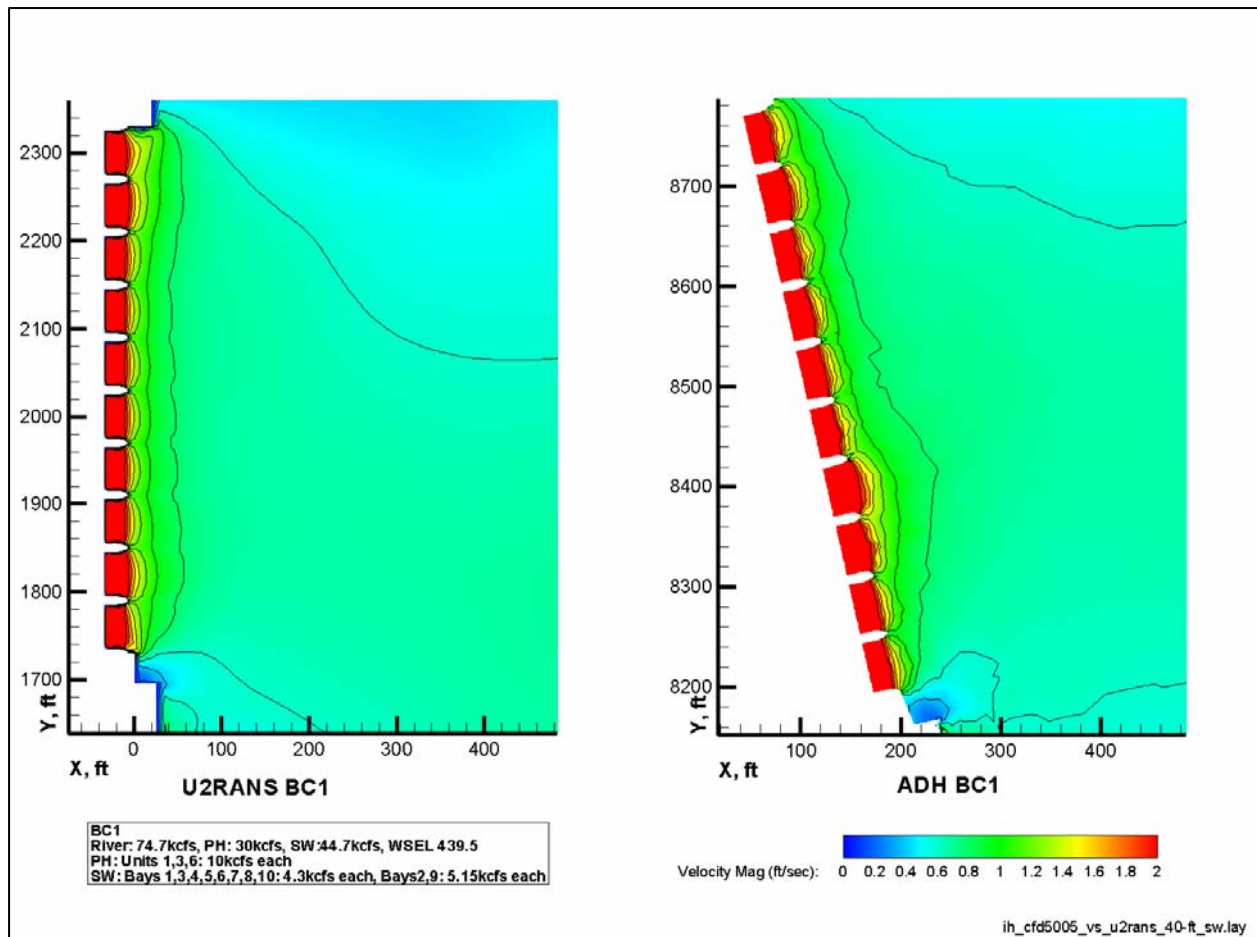 2300
2200
2100
2000
1900
1800
1700
Y, ft
0
100
200
300
400
X, ft
U2RANS BC1
8700
8600
8500
8400
8300
8200
Y, ft
100
200
300
400
X, ft
ADH BC1
BC1
River: 74.7kcfs, PH: 30kcfs, SW:44.7kcfs, WSEL 439.5
PH: Units 1,3,6: 10kcfs each
SW: Bays 1,3,4,5,6,7,8,10: 4.3kcfs each, Bays2,9: 5.15kcfs each
Velocity Mag (ft/sec): 0 0.2 0.4 0.6 0.8 1 1.2 1.4 1.6 1.8 2
ih_cfd5005_vs_u2rans_40-ft_sw.lay